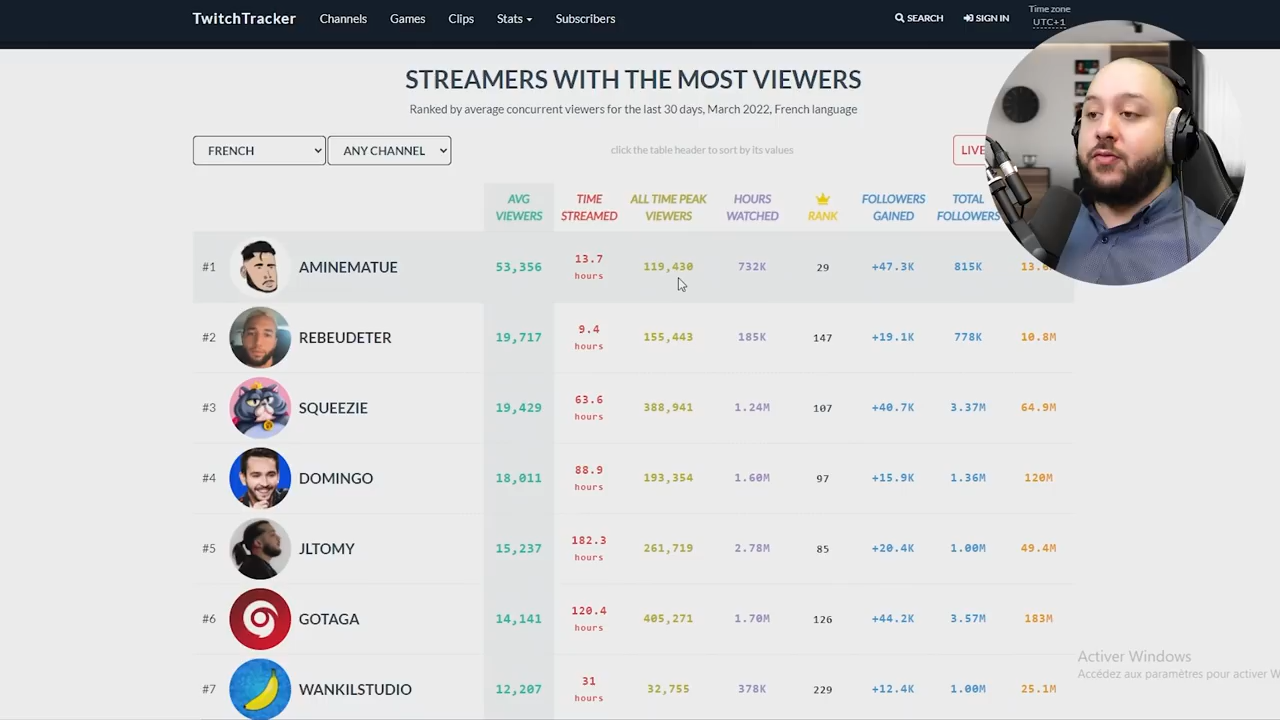 TwitchTracker Channels Games Clips Stats Subscribers SEARCH SIGN IN Time zone
UTC+1
STREAMERS WITH THE MOST VIEWERS
Ranked by average concurrent viewers for the last 30 days, March 2022, French language
FRENCH ANY CHANNEL click the table header to sort by its values LIVE
AVG TIME ALL TIME PEAK HOURS FOLLOWERS TOTAL
VIEWERS STREAMED VIEWERS WATCHED RANK GAINED FOLLOWERS
#1 AMINEMATUE 53,356 13.7 hours 119,430 732K 29 +47.3K 815K
#2 REBEUDETER 19,717 9.4 hours 155,443 185K 147 +19.1K 778K 10.8M
#3 SQUEEZIE 19,429 63.6 hours 388,941 1.24M 107 +40.7K 3.37M 64.9M
#4 DOMINGO 18,011 88.9 hours 193,354 1.60M 97 +15.9K 1.36M 120M
#5 JLTOMY 15,237 182.3 hours 261,719 2.78M 85 +20.4K 1.00M 49.4M
#6 GOTAGA 14,141 120.4 hours 405,271 1.70M 126 +44.2K 3.57M 183M
#7 WANKILSTUDIO 12,207 31 hours 32,755 378K 229 +12.4K 1.00M 25.1M
Activer Windows
Accédez aux paramètres pour activer W